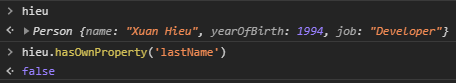 > hieu
<· ▶ Person {name: "Xuan Hieu", yearOfBirth: 1994, job: "Developer"}
> hieu.hasOwnProperty('lastName')
<· false